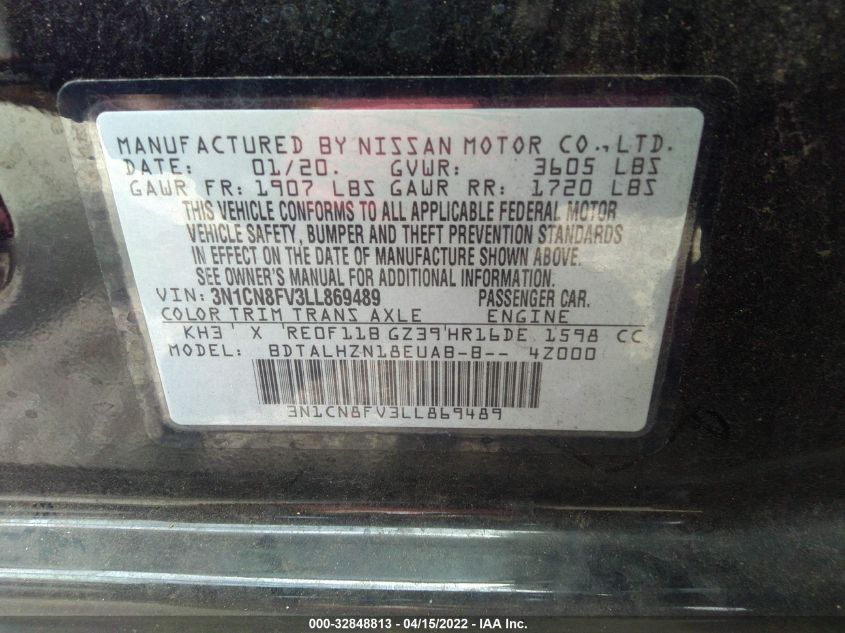 MANUFACTURED BY NISSAN MOTOR CO.,LTD.
DATE: 01/20. GVWR: 3605 LBS
GAWR FR: 1907 LBS GAWR RR: 1720 LBS
THIS VEHICLE CONFORMS TO ALL APPLICABLE FEDERAL MOTOR
VEHICLE SAFETY, BUMPER AND THEFT PREVENTION STANDARDS
IN EFFECT ON THE DATE OF MANUFACTURE SHOWN ABOVE.
SEE OWNER'S MANUAL FOR ADDITIONAL INFORMATION.
VIN: 3N1CN8FV3LL869489 PASSENGER CAR.
COLOR TRIM TRANS AXLE ENGINE
KH3 X RE0F11B GZ39 HR16DE 1598 CC
MODEL: BDTALHZN18EUAB-B-- 4Z000
3N1CN8FV3LL869489
000-32848813 - 04/15/2022 - IAA Inc.